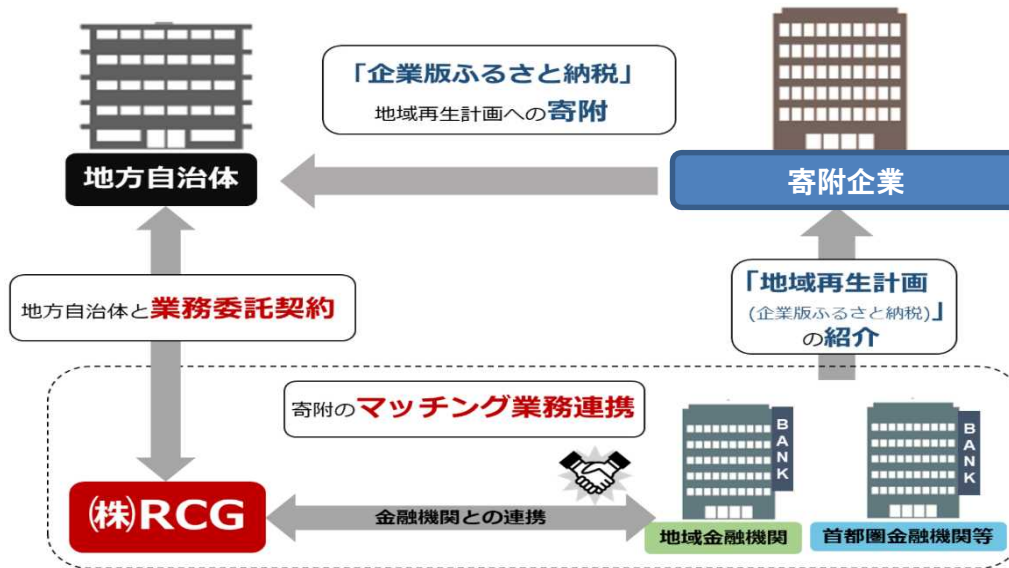 「企業版ふるさと納税」
地域再生計画への寄附
地方自治体
寄附企業
地方自治体と業務委託契約
「地域再生計画
(企業版ふるさと納税)」
の紹介
寄附のマッチング業務連携
BANK
BANK
㈱RCG
金融機関との連携
地域金融機関
首都圏金融機関等